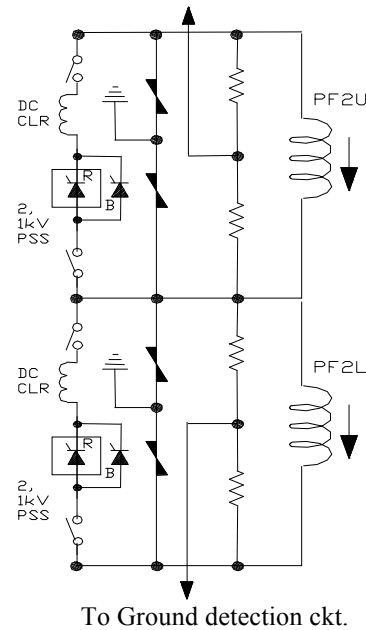 PF2U
DC
CLR
R
B
2,
1kV
PSS
PF2L
DC
CLR
R
B
2,
1kV
PSS
To Ground detection ckt.